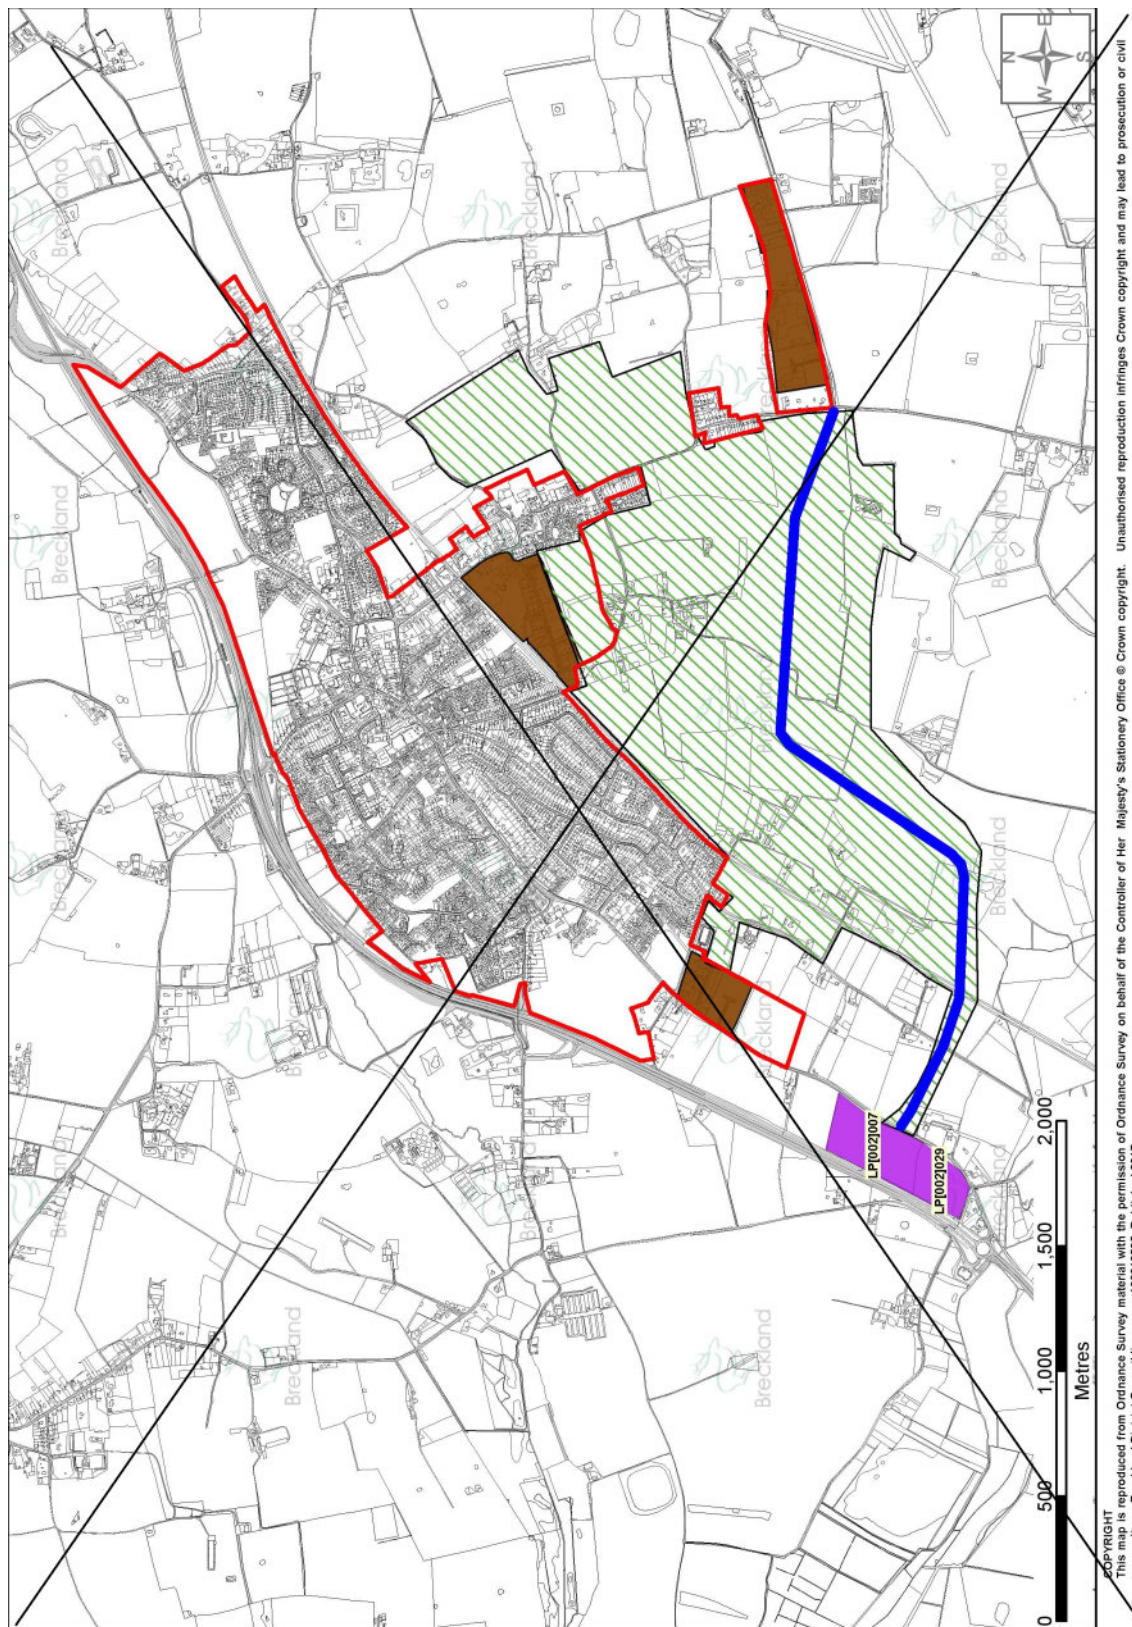 N
E
S
W
Breckland
Breckland
Breckland
Breckland
Breckland
Breckland
Breckland
Breckland
Breckland
Breckland
Breckland
Breckland
Breckland
Breckland
LP[002]007
LP[002]029
0
500
1,000
1,500
2,000
Metres
COPYRIGHT
This map is reproduced from Ordnance Survey material with the permission of Ordnance Survey on behalf of the Controller of Her Majesty's Stationery Office © Crown copyright. Unauthorised reproduction infringes Crown copyright and may lead to prosecution or civil